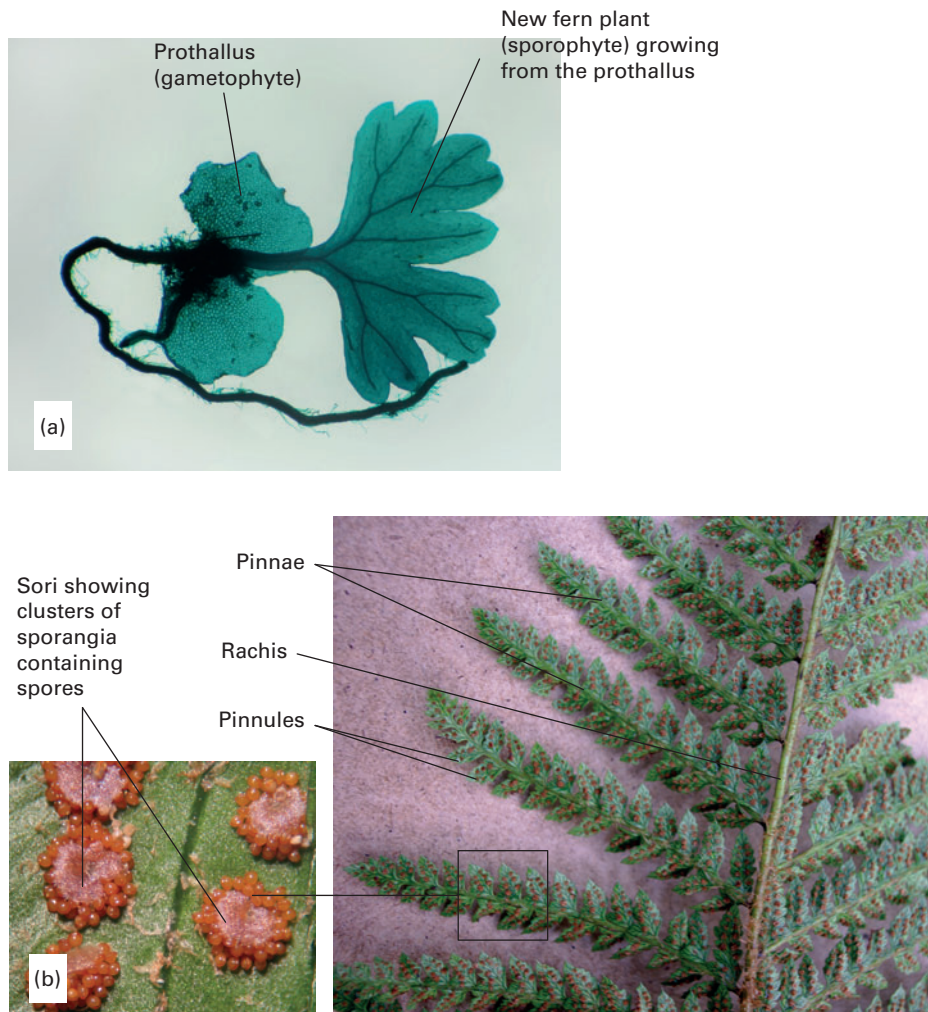 New fern plant
(sporophyte) growing
from the prothallus
Prothallus
(gametophyte)
(a)
Pinnae
Sori showing
clusters of
sporangia
containing
spores
Rachis
Pinnules
(b)